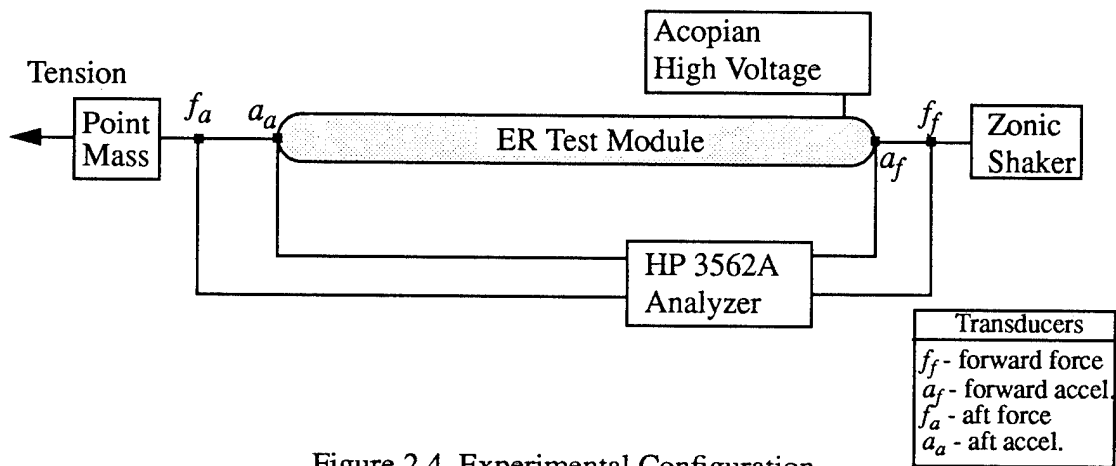 Acopian
High Voltage
Tension
Point
Mass
f_a
a_a
ER Test Module
a_f
f_f
Zonic
Shaker
HP 3562A
Analyzer
Transducers
f_f - forward force
a_f - forward accel.
f_a - aft force
a_a - aft accel.
Figure 2.4 Experimental Configuration